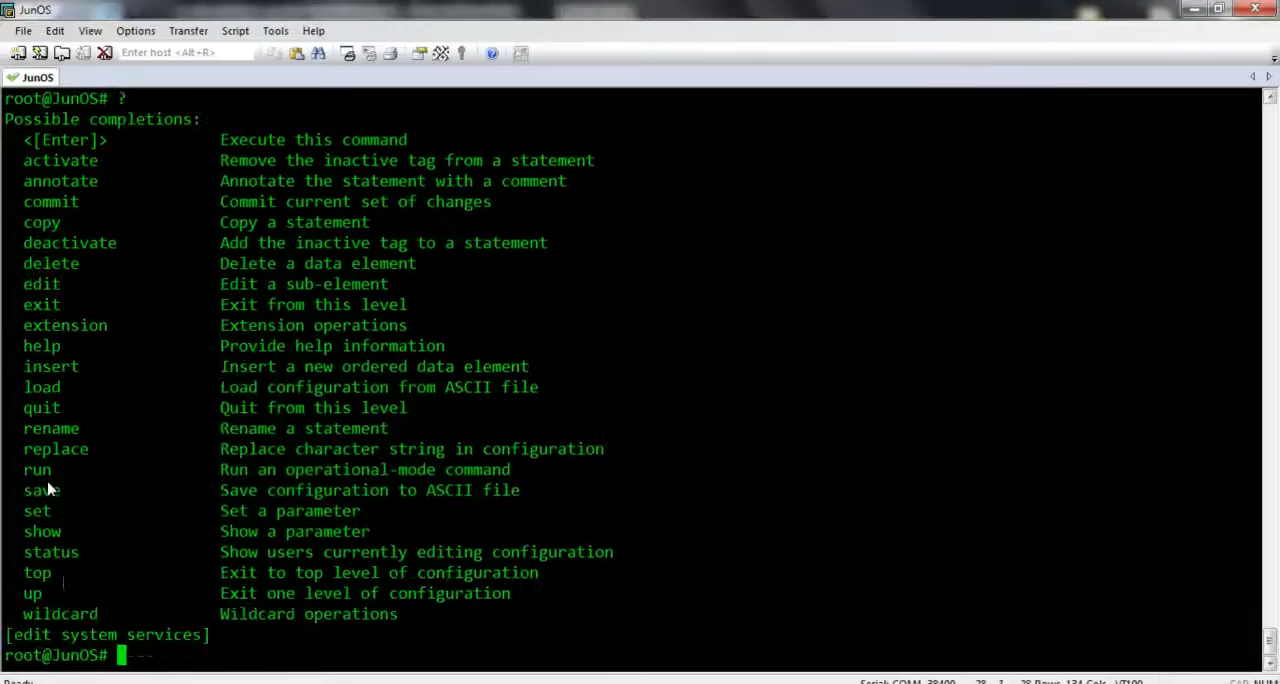 JunOS
File Edit View Options Transfer Script Tools Help
Enter host <Alt+R>
JunOS
root@JunOS# ?
Possible completions:
<[Enter]> Execute this command
activate Remove the inactive tag from a statement
annotate Annotate the statement with a comment
commit Commit current set of changes
copy Copy a statement
deactivate Add the inactive tag to a statement
delete Delete a data element
edit Edit a sub-element
exit Exit from this level
extension Extension operations
help Provide help information
insert Insert a new ordered data element
load Load configuration from ASCII file
quit Quit from this level
rename Rename a statement
replace Replace character string in configuration
run Run an operational-mode command
save Save configuration to ASCII file
set Set a parameter
show Show a parameter
status Show users currently editing configuration
top Exit to top level of configuration
up Exit one level of configuration
wildcard Wildcard operations
[edit system services]
root@JunOS#